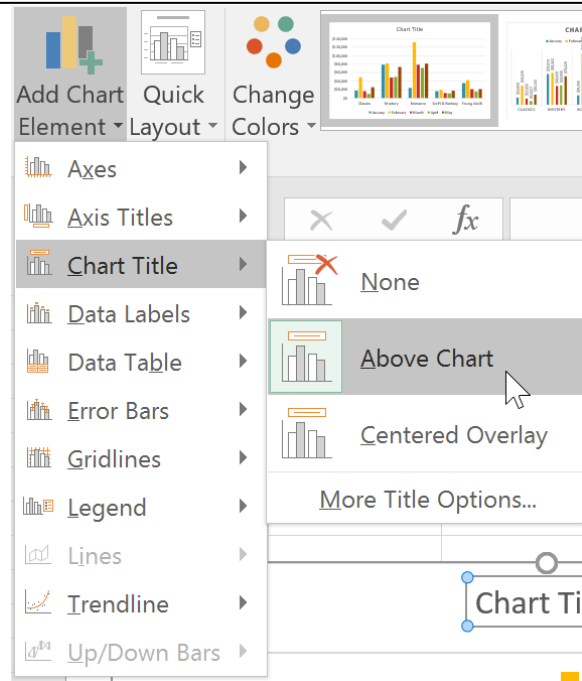 Add Chart Element
Quick Layout
Change Colors
Chart Title
Axes
Axis Titles
fx
Chart Title
None
Data Labels
Above Chart
Data Table
Error Bars
Centered Overlay
Gridlines
More Title Options...
Legend
Lines
Trendline
Chart Ti
Up/Down Bars